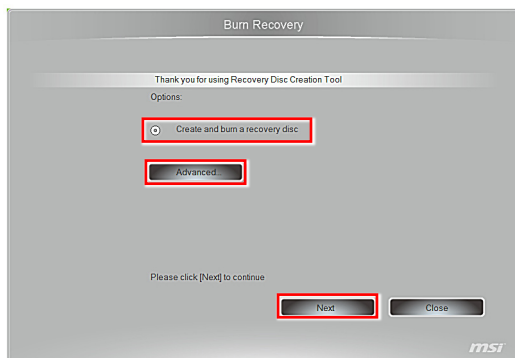 Burn Recovery
Thank you for using Recovery Disc Creation Tool
Options:
Create and burn a recovery disc
Advanced..
Please click [Next] to continue
Next Close
msi